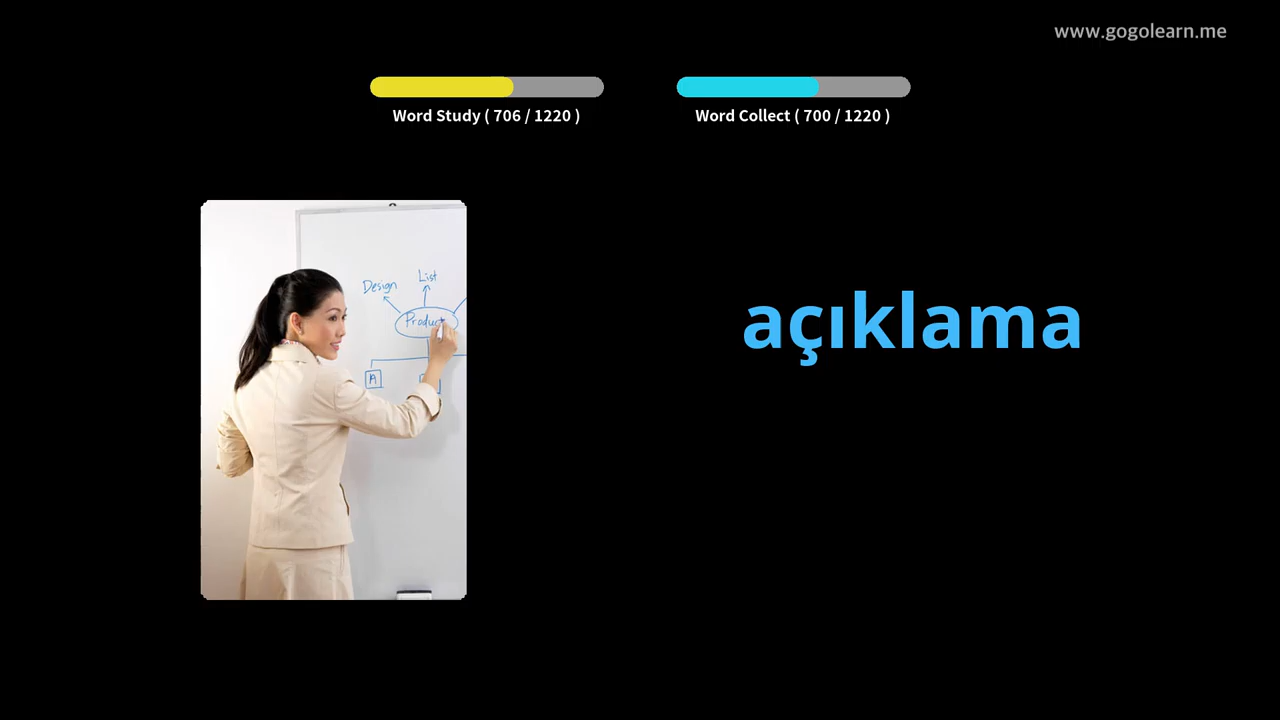 www.gogolearn.me
Word Study ( 706 / 1220 )
Word Collect ( 700 / 1220 )
List
Design
Product
açıklama
A